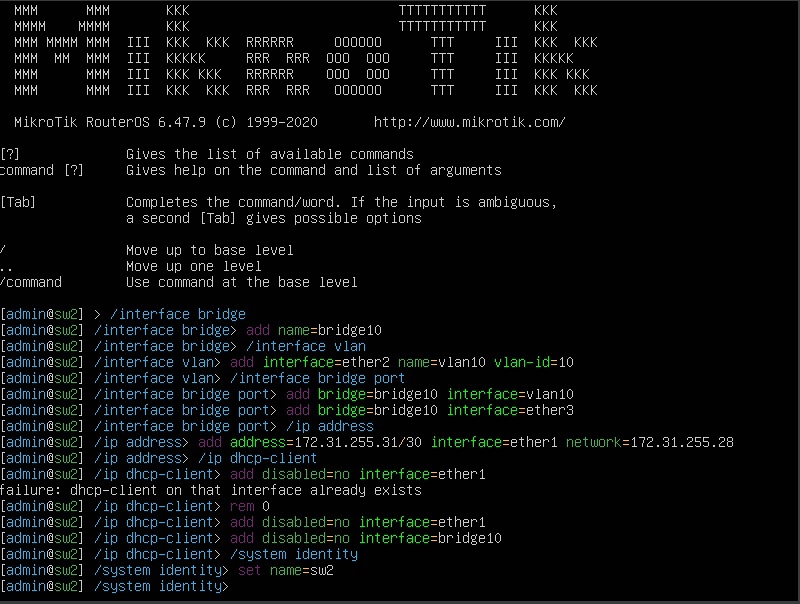 MMM      MMM       KKK                          TTTTTTTTTTT      KKK
MMMM    MMMM       KKK                          TTTTTTTTTTT      KKK
MMM MMMM MMM  III  KKK  KKK  RRRRRR     OOOOOO      TTT     III  KKK  KKK
MMM  MM  MMM  III  KKKKK     RRR  RRR  OOO  OOO     TTT     III  KKKKK
MMM      MMM  III  KKK KKK   RRRRRR    OOO  OOO     TTT     III  KKK KKK
MMM      MMM  III  KKK  KKK  RRR  RRR   OOOOOO      TTT     III  KKK  KKK
MikroTik RouterOS 6.47.9 (c) 1999-2020       http://www.mikrotik.com/
[?]             Gives the list of available commands
command [?]     Gives help on the command and list of arguments
[Tab]           Completes the command/word. If the input is ambiguous,
a second [Tab] gives possible options
/               Move up to base level
..              Move up one level
/command        Use command at the base level
[admin@sw2] > /interface bridge
[admin@sw2] /interface bridge> add name=bridge10
[admin@sw2] /interface bridge> /interface vlan
[admin@sw2] /interface vlan> add interface=ether2 name=vlan10 vlan-id=10
[admin@sw2] /interface vlan> /interface bridge port
[admin@sw2] /interface bridge port> add bridge=bridge10 interface=vlan10
[admin@sw2] /interface bridge port> add bridge=bridge10 interface=ether3
[admin@sw2] /interface bridge port> /ip address
[admin@sw2] /ip address> add address=172.31.255.31/30 interface=ether1 network=172.31.255.28
[admin@sw2] /ip address> /ip dhcp-client
[admin@sw2] /ip dhcp-client> add disabled=no interface=ether1
failure: dhcp-client on that interface already exists
[admin@sw2] /ip dhcp-client> rem 0
[admin@sw2] /ip dhcp-client> add disabled=no interface=ether1
[admin@sw2] /ip dhcp-client> add disabled=no interface=bridge10
[admin@sw2] /ip dhcp-client> /system identity
[admin@sw2] /system identity> set name=sw2
[admin@sw2] /system identity>